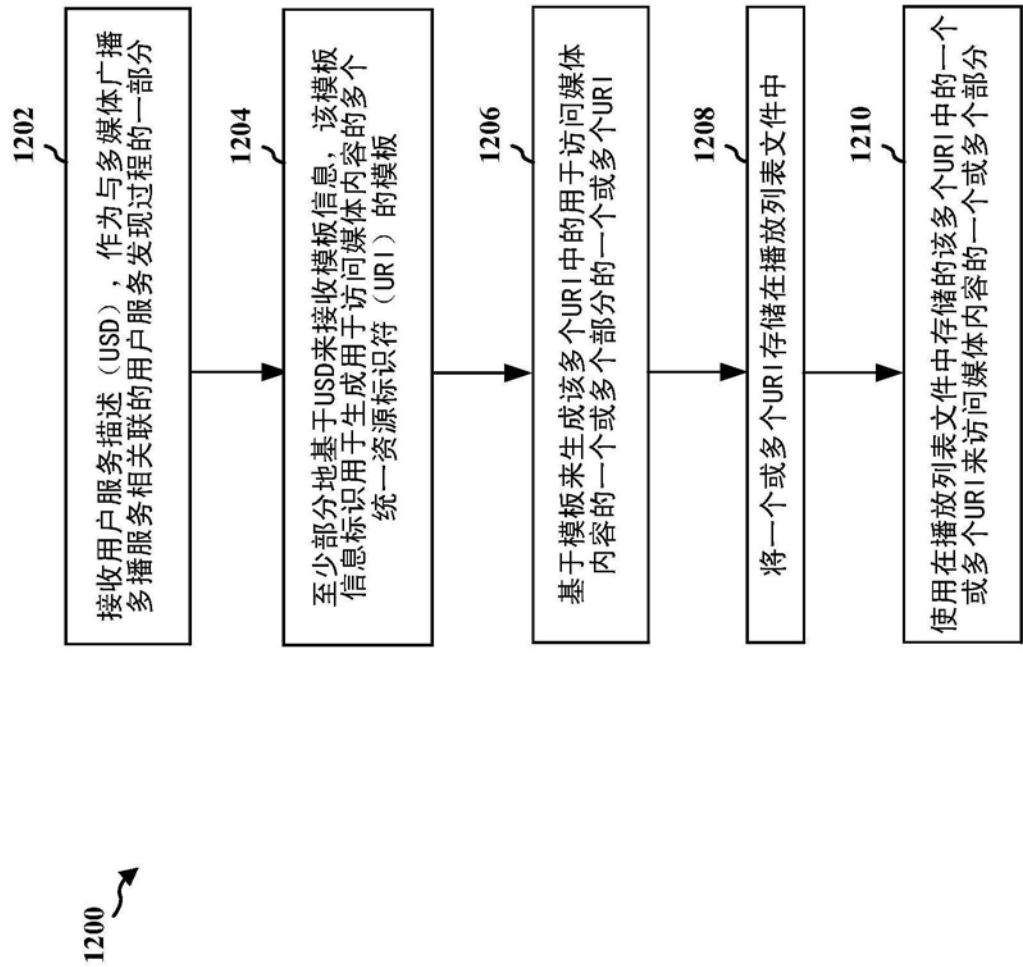 1200
1202
接收用户服务描述（USD），作为与多媒体广播
多播服务相关联的用户服务发现过程的一部分
1204
至少部分地基于USD来接收模板信息，该模板
信息标识用于生成用于访问媒体内容的多个
统一资源标识符（URI）的模板
1206
基于模板来生成该多个URI中的用于访问媒体
内容的一个或多个部分的一个或多个URI
1208
将一个或多个URI存储在播放列表文件中
1210
使用在播放列表文件中存储的该多个URI中的一个
或多个URI来访问媒体内容的一个或多个部分